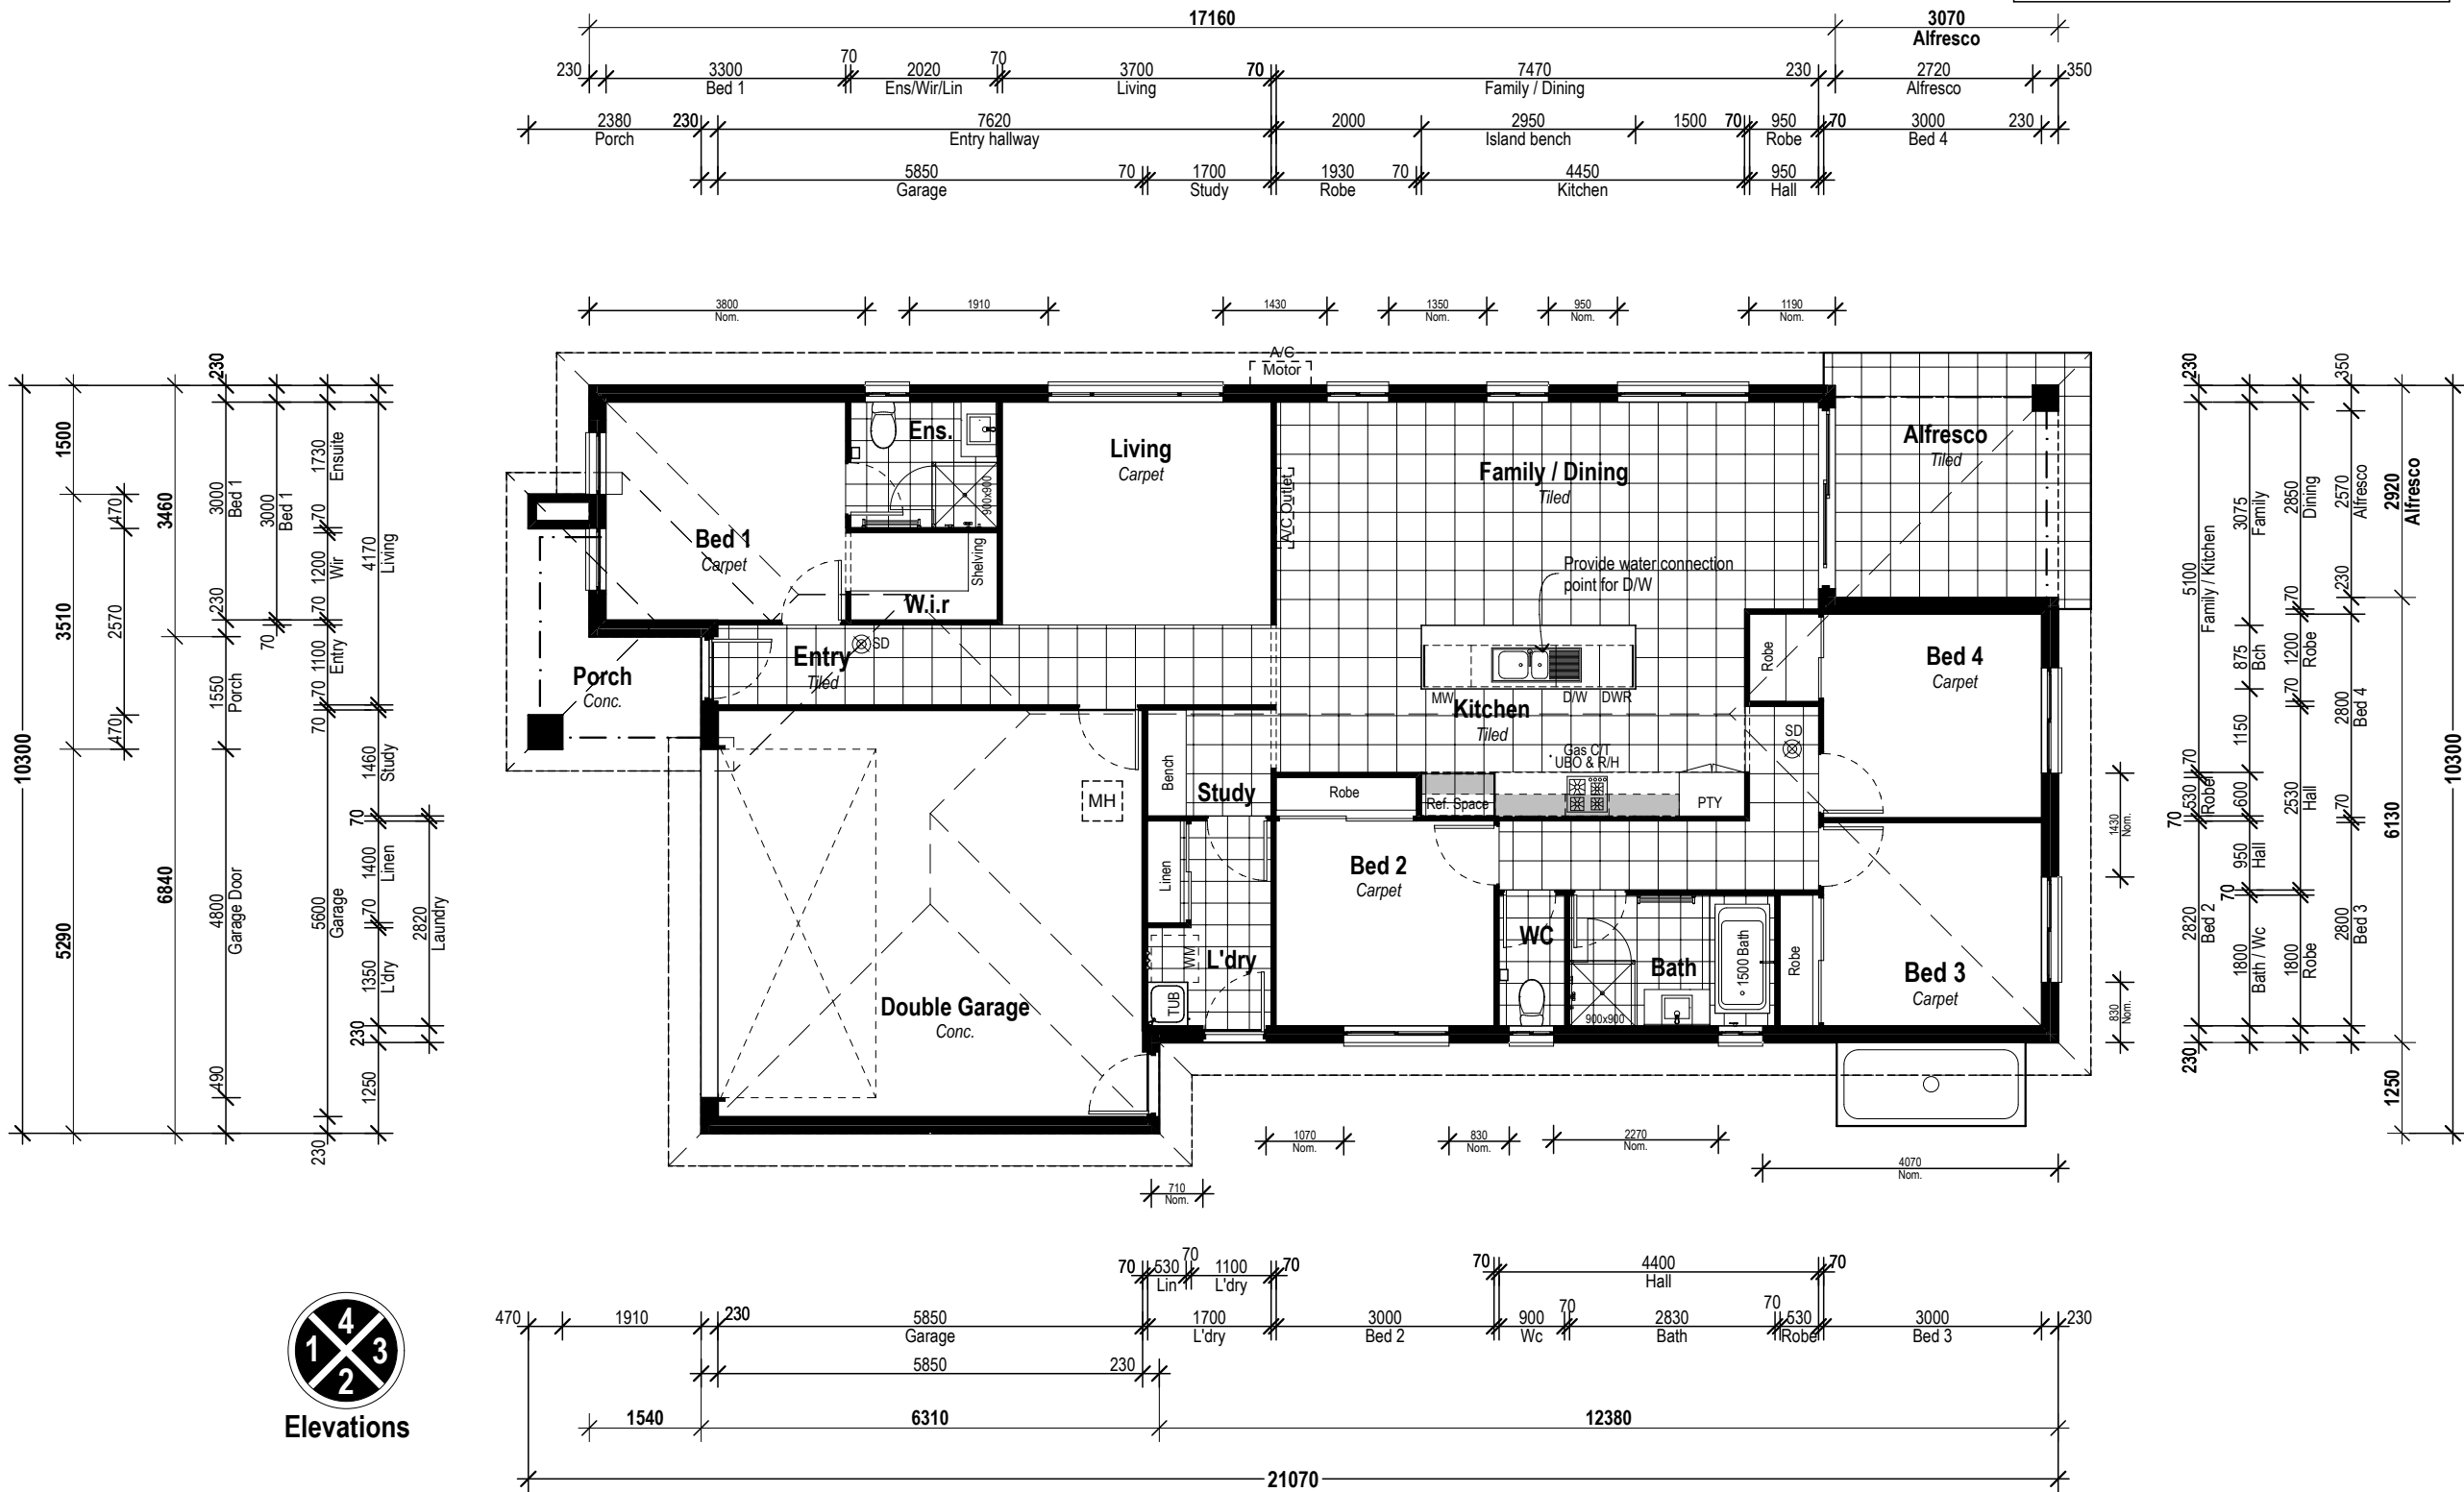 17160
3070
Alfresco
230
3300
Bed 1
70
2020
Ens/Wir/Lin
70
3700
Living
70
7470
Family / Dining
230
2720
Alfresco
350
2380
Porch
230
7620
Entry hallway
2000
2950
Island bench
1500
70
950
Robe
70
3000
Bed 4
230
5850
Garage
70
1700
Study
1930
Robe
70
4450
Kitchen
950
Hall
3800
Nom.
1910
1430
1350
Nom.
950
Nom.
1190
Nom.
10300
1500
3510
5290
470
2570
470
3460
6840
230
3000
Bed 1
230
1550
Porch
4800
Garage Door
490
3000
Bed 1
70
1730
Ensuite
70
1200
Wir
70
1100
Entry
70
70
5600
Garage
230
4170
Living
1460
Study
70
1400
Linen
70
1350
L'dry
230
1250
2820
Laundry
A/C
Motor
Ens.
900x900
Living
Carpet
A/C Outlet
Family / Dining
Tiled
Alfresco
Tiled
Bed 1
Carpet
Shelving
W.i.r
Provide water connection
point for D/W
SD
Entry
Tiled
Porch
Conc.
Robe
Bed 4
Carpet
MW
D/W
DWR
Kitchen
Tiled
SD
Gas C/T
UBO & R/H
Bench
MH
Study
Robe
Ref. Space
PTY
Linen
Bed 2
Carpet
WC
WM
L'dry
TUB
Bath
900x900
1500 Bath
Robe
Bed 3
Carpet
Double Garage
Conc.
230
5100
Family / Kitchen
70
530
Robe
70
2820
Bed 2
230
3075
Family
875
Bch
1150
600
950
Hall
70
1800
Bath / Wc
2850
Dining
70
1200
Robe
70
2530
Hall
1800
Robe
350
2570
Alfresco
230
2800
Bed 4
70
2800
Bed 3
2920
Alfresco
6130
1250
10300
1430
Nom.
830
Nom.
1070
Nom.
830
Nom.
2270
Nom.
4070
Nom.
710
Nom.
70
530
Lin
70
1100
L'dry
70
70
4400
Hall
70
470
1910
230
5850
Garage
1700
L'dry
3000
Bed 2
900
Wc
70
2830
Bath
70
530
Robe
3000
Bed 3
230
5850
230
1540
6310
12380
21070
4
1
3
2
Elevations